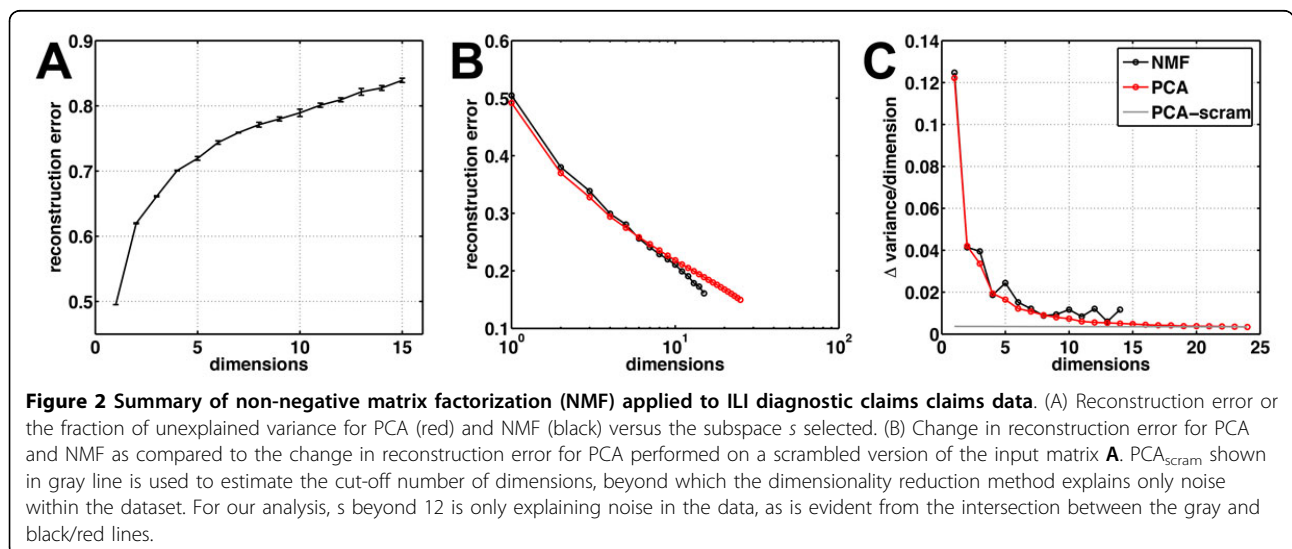 A
reconstruction error
0.8
0.7
0.6
0.5
0
5
10
15
dimensions
B
reconstruction error
0.5
0.4
0.3
0.2
0.1
10^0
10^1
10^2
dimensions
C
Δ variance/dimension
0.14
0.12
0.1
0.08
0.06
0.04
0.02
0
0
5
10
15
20
25
dimensions
NMF
PCA
PCA-scram
Figure 2 Summary of non-negative matrix factorization (NMF) applied to ILI diagnostic claims claims data. (A) Reconstruction error or
the fraction of unexplained variance for PCA (red) and NMF (black) versus the subspace s selected. (B) Change in reconstruction error for PCA
and NMF as compared to the change in reconstruction error for PCA performed on a scrambled version of the input matrix A. PCAscram shown
in gray line is used to estimate the cut-off number of dimensions, beyond which the dimensionality reduction method explains only noise
within the dataset. For our analysis, s beyond 12 is only explaining noise in the data, as is evident from the intersection between the gray and
black/red lines.